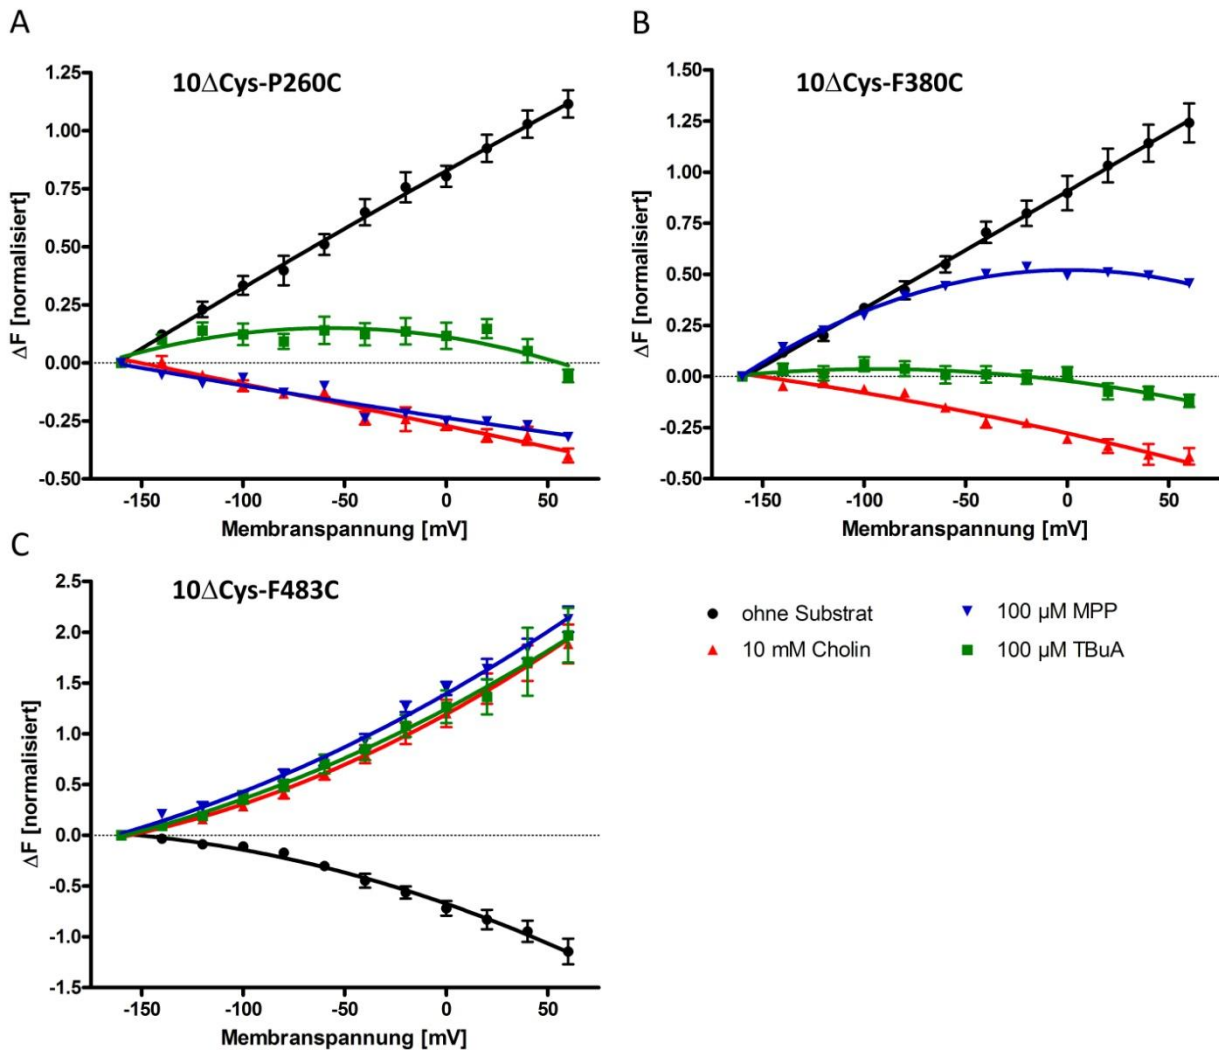 A
10ΔCys-P260C
1.25
1.00
0.75
0.50
0.25
0.00
-0.25
-0.50
ΔF [normalisiert]
-150 -100 -50 0 50
Membranspannung [mV]
B
10ΔCys-F380C
1.50
1.25
1.00
0.75
0.50
0.25
0.00
-0.25
-0.50
ΔF [normalisiert]
-150 -100 -50 0 50
Membranspannung [mV]
C
10ΔCys-F483C
2.5
2.0
1.5
1.0
0.5
0.0
-0.5
-1.0
-1.5
ΔF [normalisiert]
-150 -100 -50 0 50
Membranspannung [mV]
ohne Substrat
10 mM Cholin
100 µM MPP
100 µM TBuA